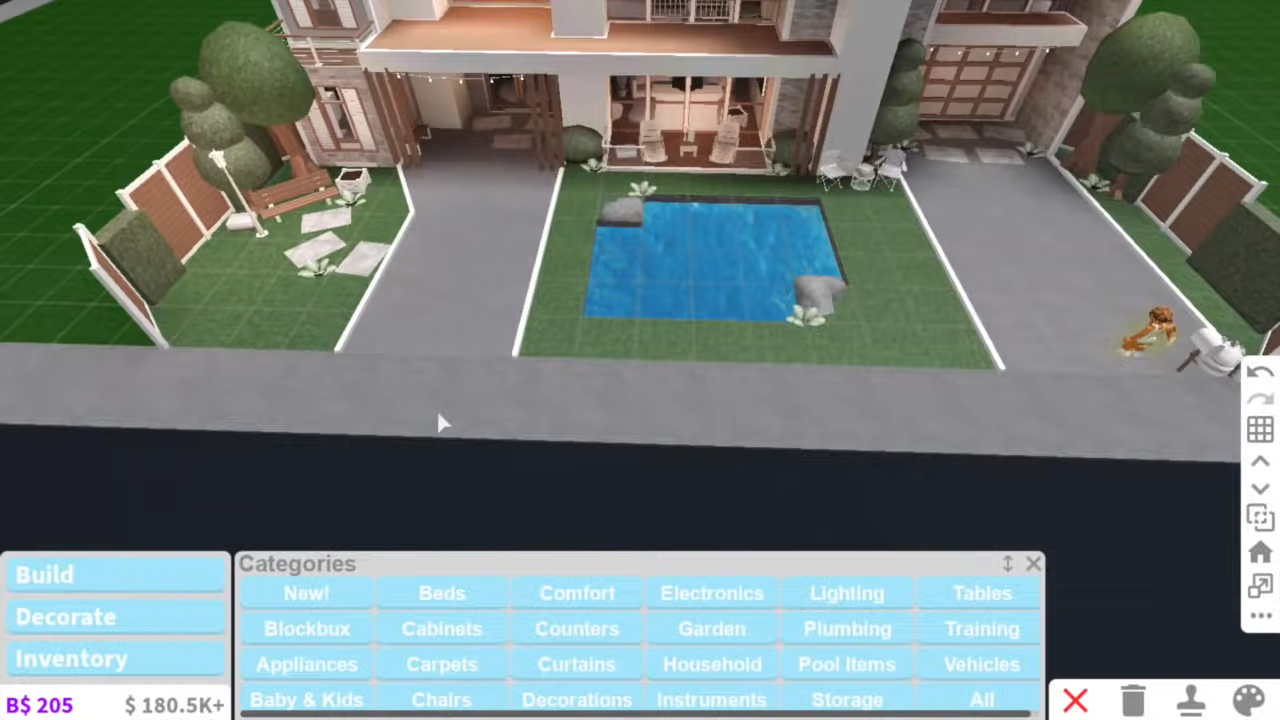 Build
Decorate
Inventory
B$ 205 $ 180.5K+
Categories
New! Beds Comfort Electronics Lighting Tables
Blockbux Cabinets Counters Garden Plumbing Training
Appliances Carpets Curtains Household Pool Items Vehicles
Baby & Kids Chairs Decorations Instruments Storage All